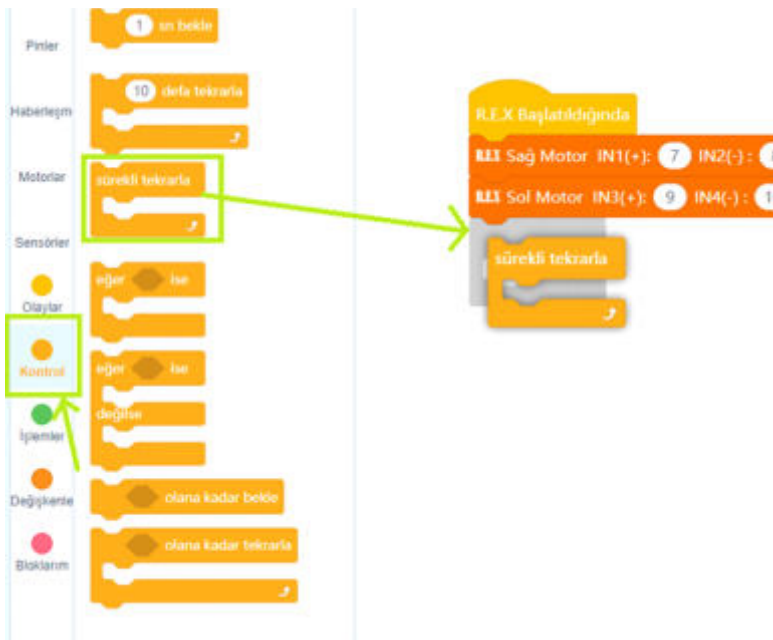 Pinler
Haberleşm
Motorlar
Sensörler
Olaylar
Kontrol
İşlemler
Değişkenle
Bloklarım
1 sn bekle
10 defa tekrarla
sürekli tekrarla
eğer ise
eğer ise
değilse
olana kadar bekle
olana kadar tekrarla
R.E.X Başlatıldığında
REX Sağ Motor IN1(+): 7 IN2(-) :
REX Sol Motor IN3(+): 9 IN4(-) : 1
sürekli tekrarla